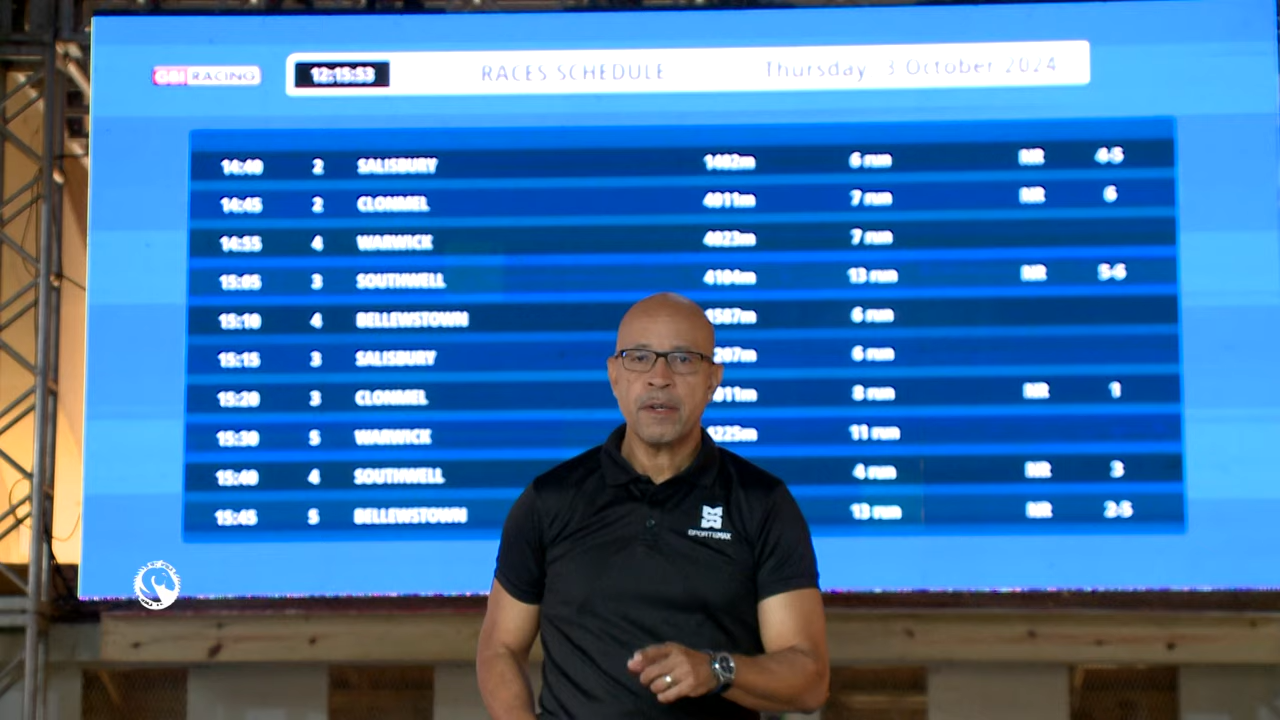 GBI RACING 12:15:53 RACES SCHEDULE Thursday 3 October 2024
14:40 2 SALISBURY 1402m 6 run NR 4-5
14:45 2 CLONMEL 4011m 7 run NR 6
14:55 4 WARWICK 4023m 7 run
15:05 3 SOUTHWELL 4104m 13 run NR 5-6
15:10 4 BELLEWSTOWN 6 run
15:15 3 SALISBURY 6 run
15:20 3 CLONMEL 8 run NR 1
15:30 5 WARWICK 11 run
15:40 4 SOUTHWELL 4 run NR 3
15:45 5 BELLEWSTOWN 13 run NR 2-5
SPORTSMAX